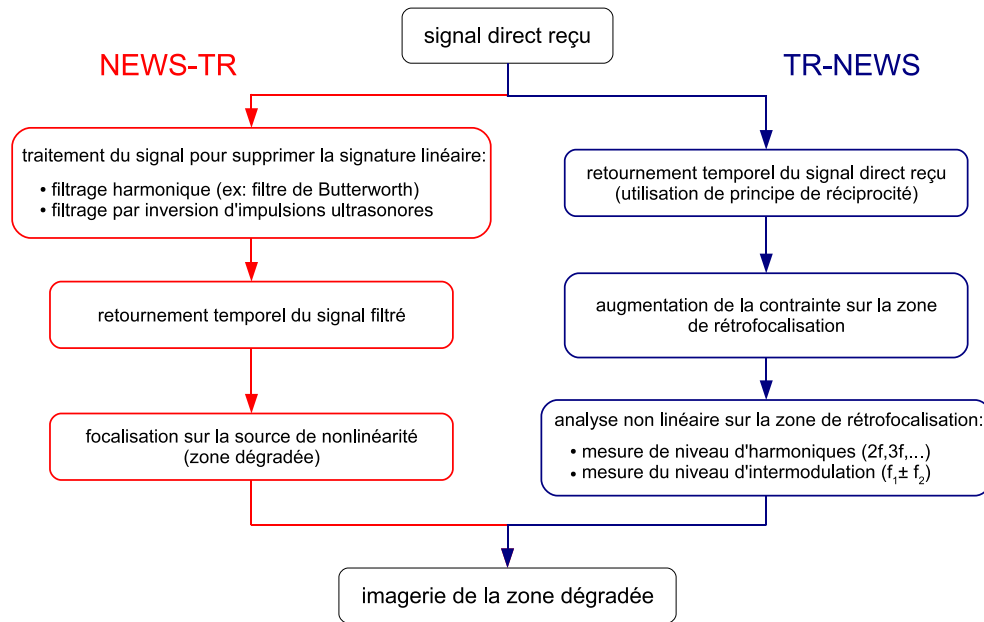 signal direct reçu
NEWS-TR
TR-NEWS
traitement du signal pour supprimer la signature linéaire:
• filtrage harmonique (ex: filtre de Butterworth)
• filtrage par inversion d'impulsions ultrasonores
retournement temporel du signal filtré
focalisation sur la source de nonlinéarité
(zone dégradée)
retournement temporel du signal direct reçu
(utilisation de principe de réciprocité)
augmentation de la contrainte sur la zone
de rétrofocalisation
analyse non linéaire sur la zone de rétrofocalisation:
• mesure de niveau d'harmoniques (2f,3f,...)
• mesure du niveau d'intermodulation (f₁± f₂)
imagerie de la zone dégradée